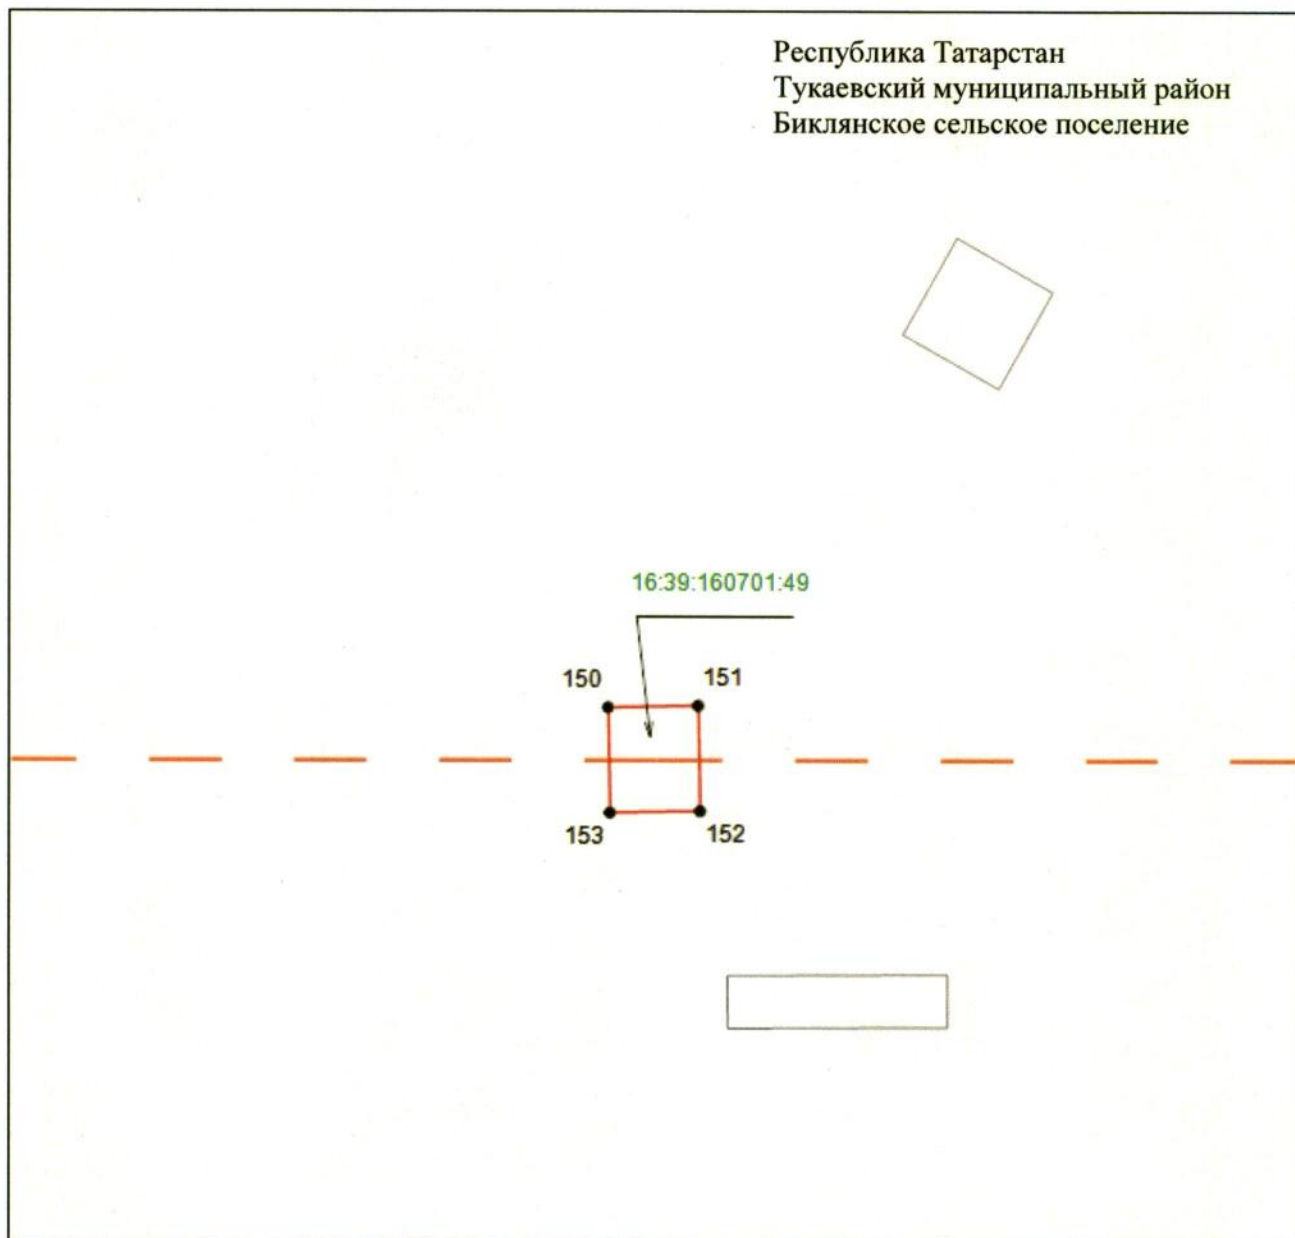 Республика Татарстан
Тукаевский муниципальный район
Биклянское сельское поселение
16:39:160701:49
150
151
153
152